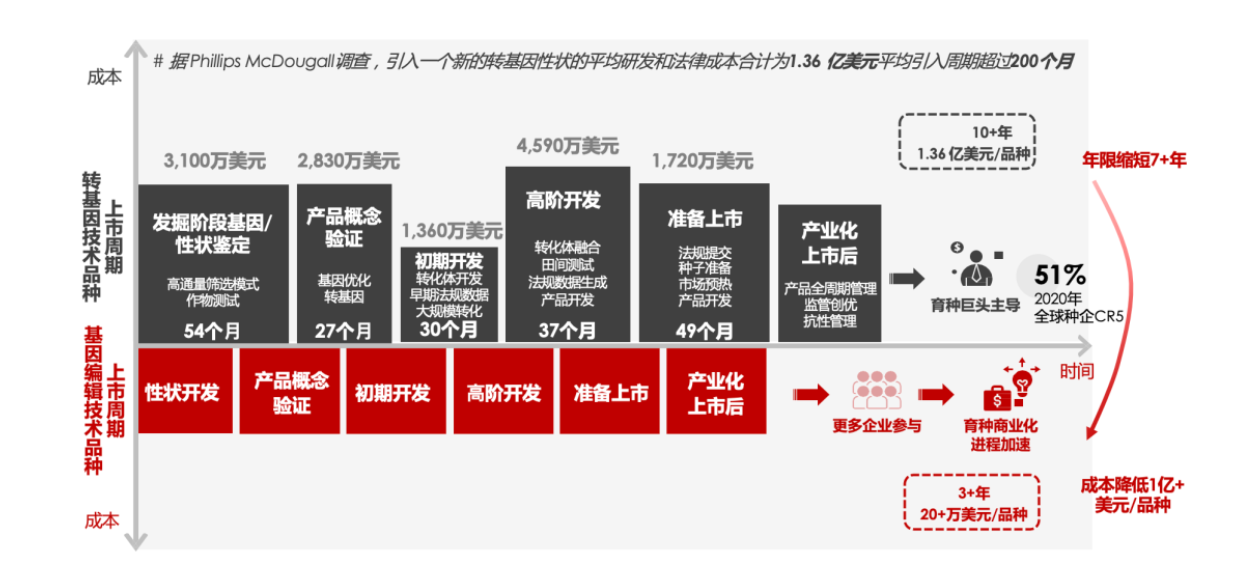 成本
# 据Phillips McDougall调查，引入一个新的转基因性状的平均研发和法律成本合计为1.36 亿美元平均引入周期超过200个月
转基因技术品种
上市周期
3,100万美元
发掘阶段基因/
性状鉴定
高通量筛选模式
作物测试
54个月
2,830万美元
产品概念
验证
基因优化
转基因
27个月
1,360万美元
初期开发
转化体开发
早期法规数据
大规模转化
30个月
4,590万美元
高阶开发
转化体融合
田间测试
法规数据生成
产品开发
37个月
1,720万美元
准备上市
法规提交
种子准备
市场预热
产品开发
49个月
产业化
上市后
产品全周期管理
监管创优
抗性管理
10+年
1.36 亿美元/品种
$
育种巨头主导
51%
2020年
全球种企CR5
年限缩短7+年
时间
基因编辑技术品种
上市周期
性状开发
产品概念
验证
初期开发
高阶开发
准备上市
产业化
上市后
更多企业参与
$
育种商业化
进程加速
3+年
20+万美元/品种
成本降低1亿+
美元/品种
成本